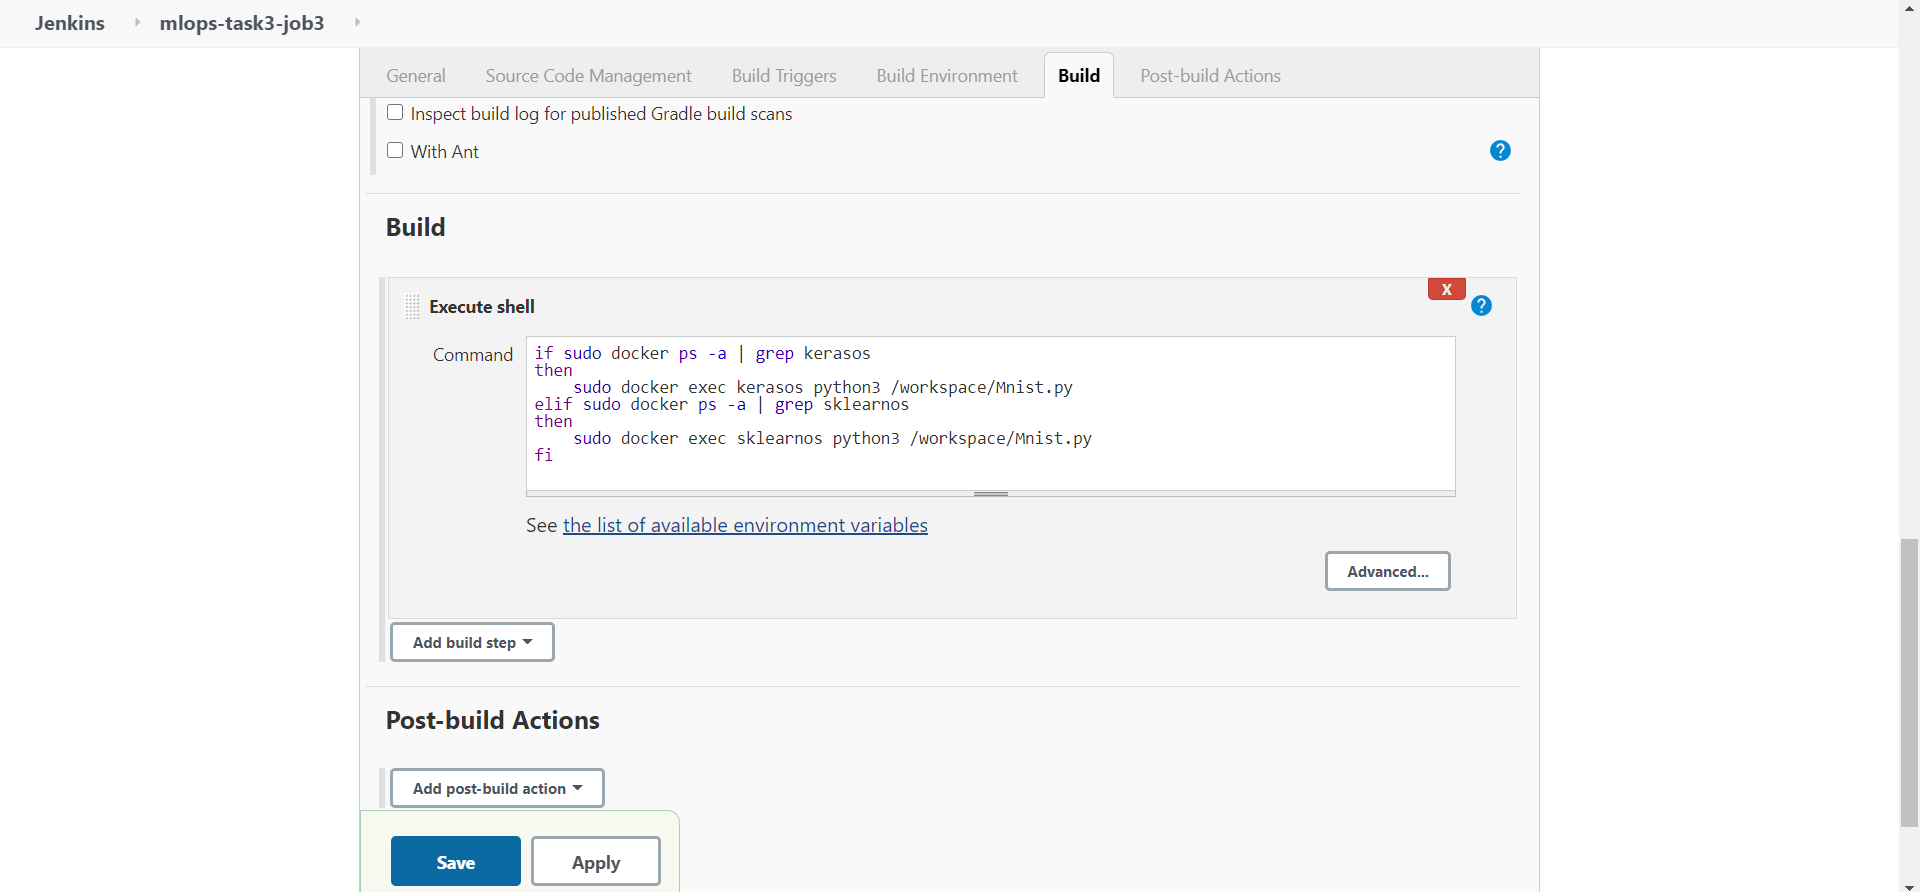 Jenkins mlops-task3-job3
General Source Code Management Build Triggers Build Environment Build Post-build Actions
Inspect build log for published Gradle build scans
With Ant
?
Build
X
Execute shell
?
Command
if sudo docker ps -a | grep kerasos
then
    sudo docker exec kerasos python3 /workspace/Mnist.py
elif sudo docker ps -a | grep sklearnos
then
    sudo docker exec sklearnos python3 /workspace/Mnist.py
fi
See the list of available environment variables
Advanced...
Add build step
Post-build Actions
Add post-build action
Save Apply